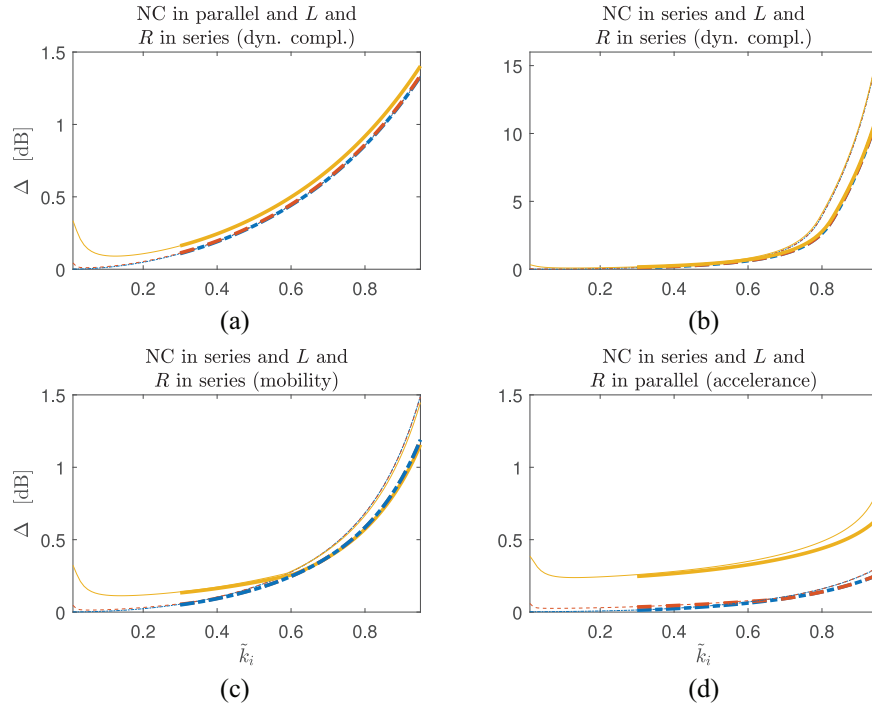 NC in parallel and L and
R in series (dyn. compl.)
1.5
1
0.5
0
Δ [dB]
0.2
0.4
0.6
0.8
(a)
NC in series and L and
R in series (dyn. compl.)
15
10
5
0
0.2
0.4
0.6
0.8
(b)
NC in series and L and
R in series (mobility)
1.5
1
0.5
0
Δ [dB]
0.2
0.4
0.6
0.8
k̃ᵢ
(c)
NC in series and L and
R in parallel (accelerance)
1.5
1
0.5
0
0.2
0.4
0.6
0.8
k̃ᵢ
(d)